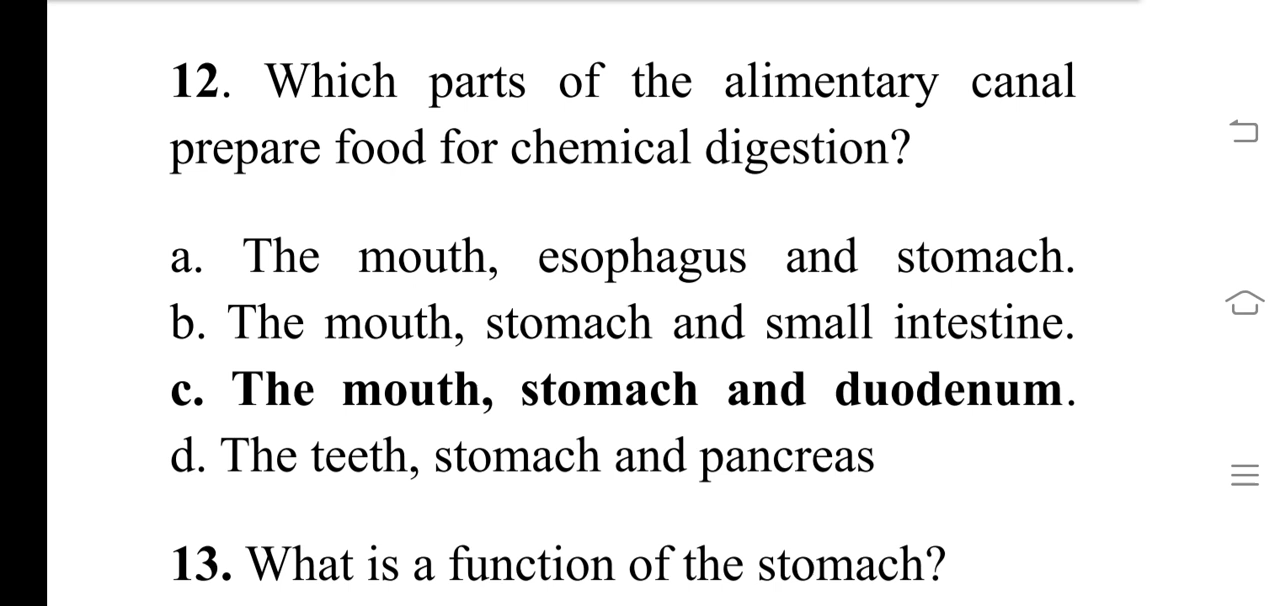 12. Which parts of the alimentary canal
prepare food for chemical digestion?
a. The mouth, esophagus and stomach.
b. The mouth, stomach and small intestine.
c. The mouth, stomach and duodenum.
d. The teeth, stomach and pancreas
13. What is a function of the stomach?